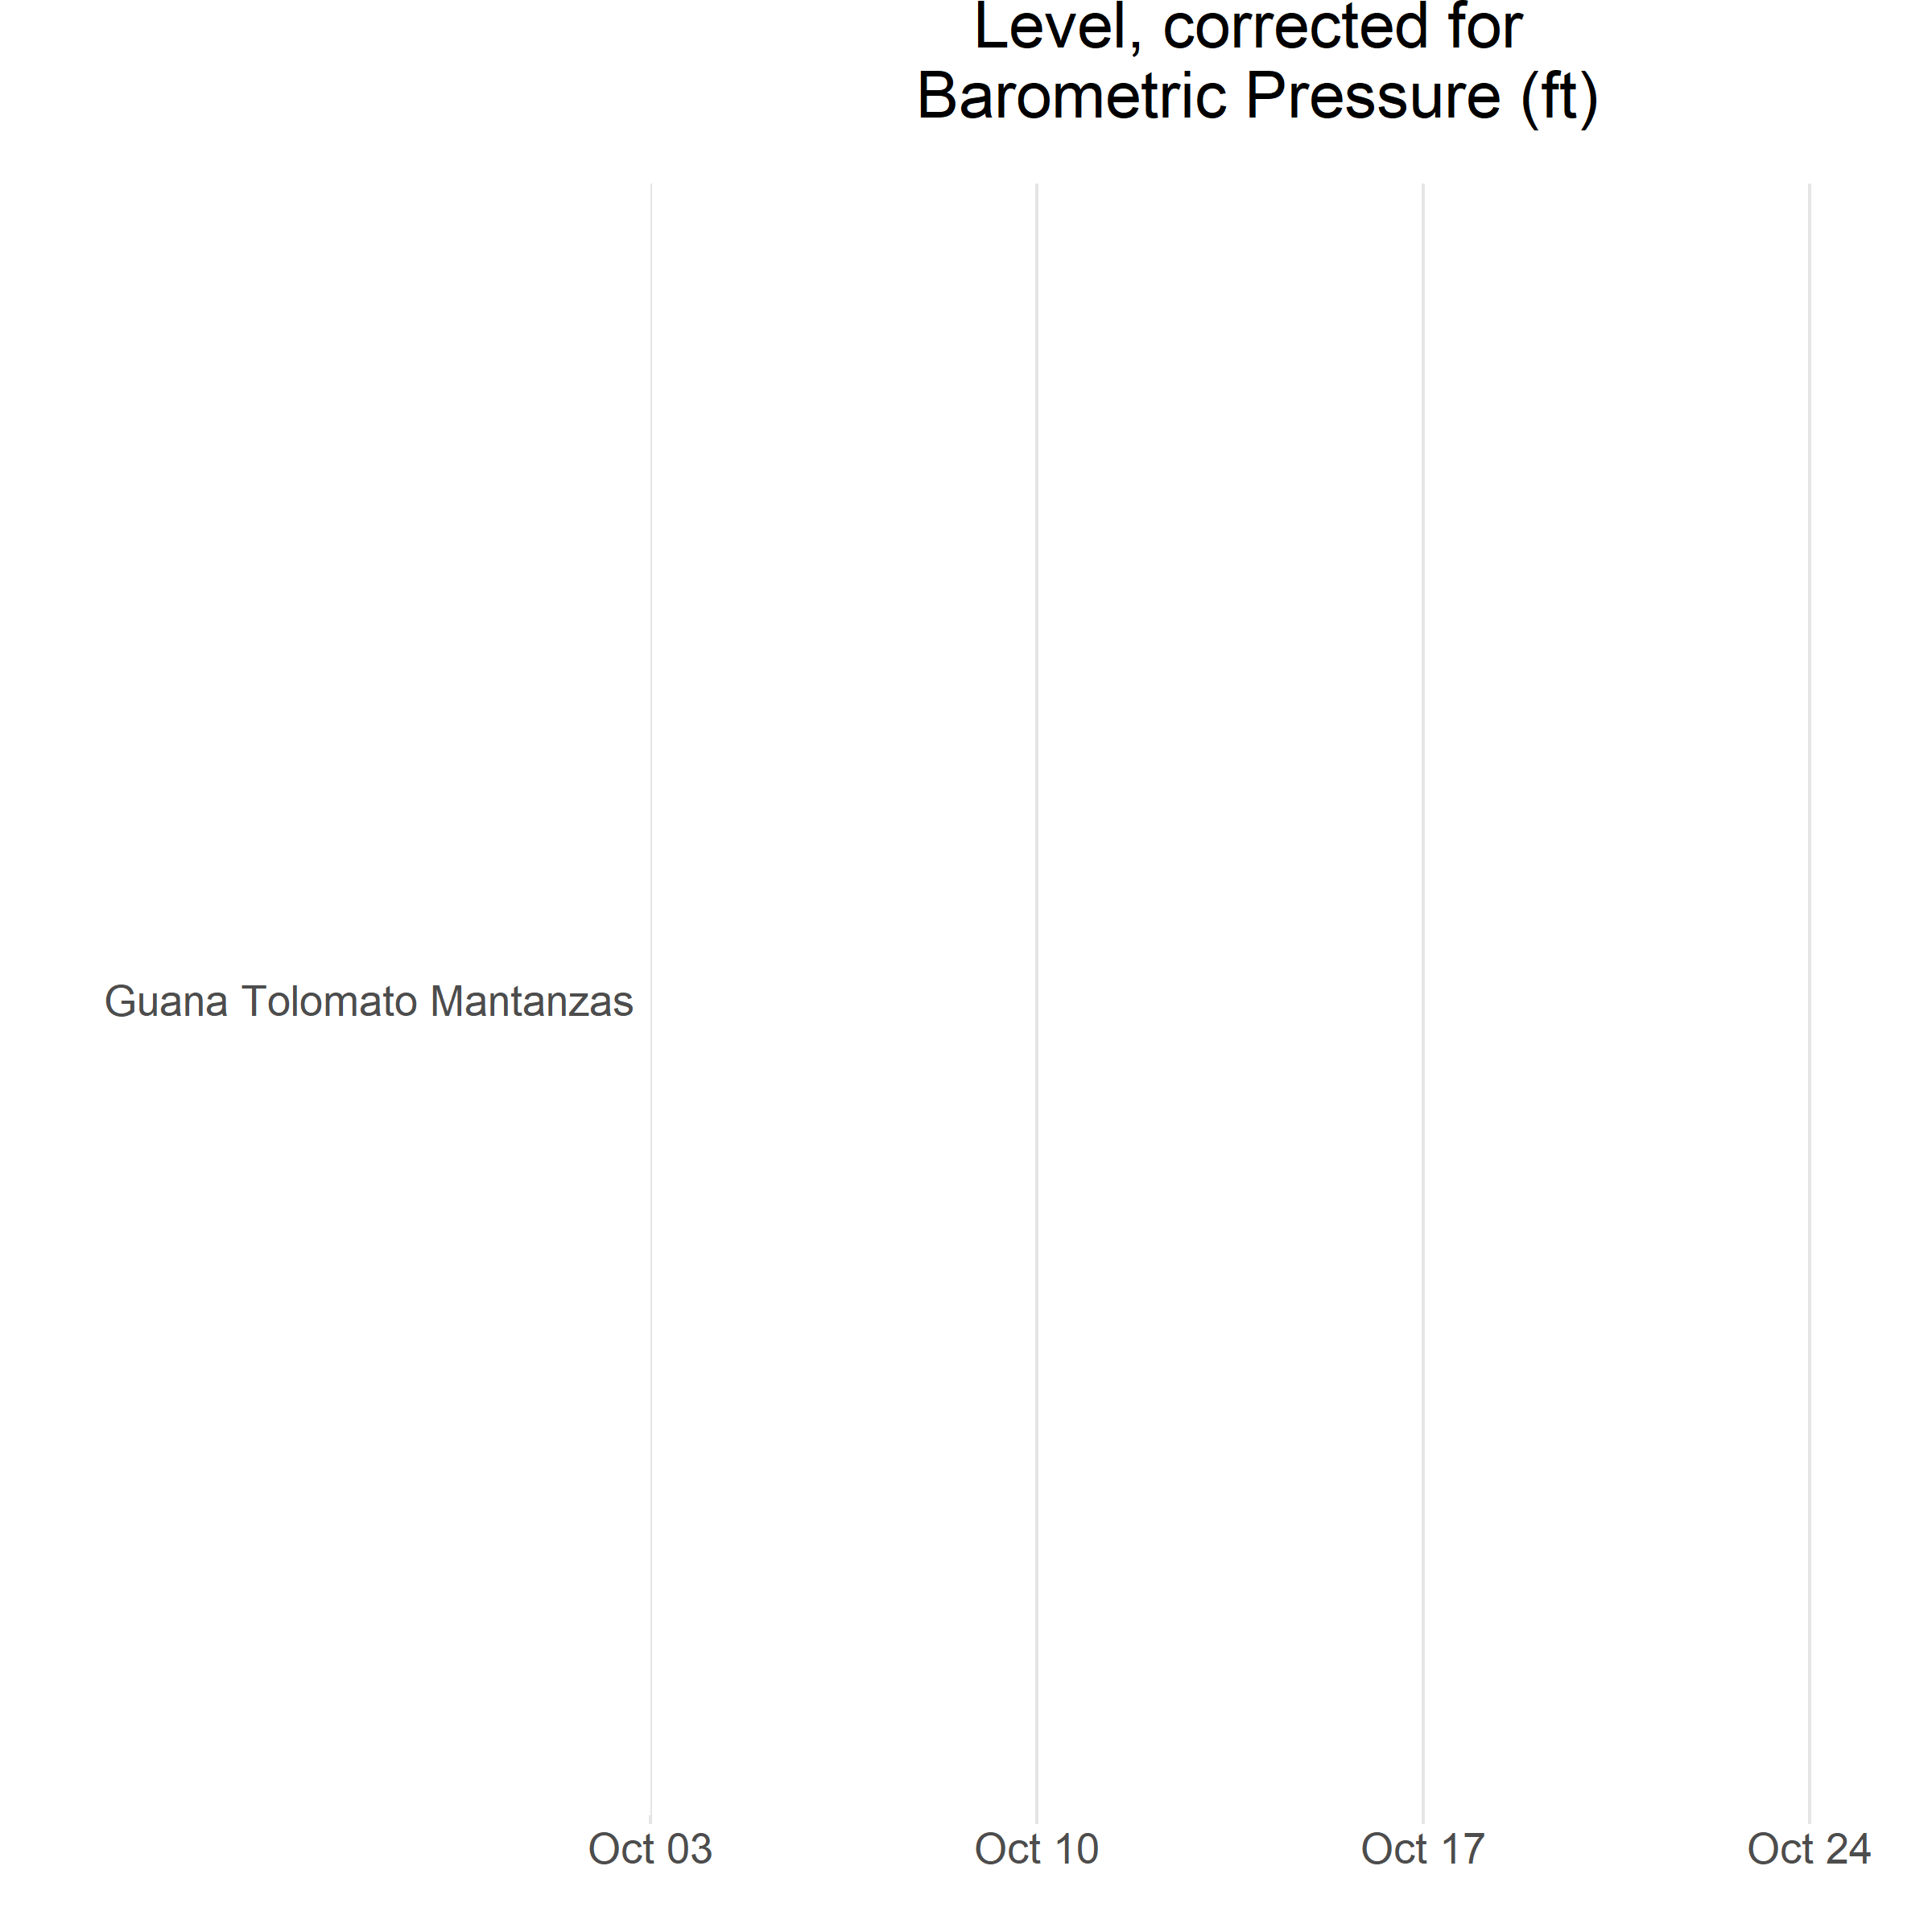 Level, corrected for
Barometric Pressure (ft)
Guana Tolomato Mantanzas
Oct 03
Oct 10
Oct 17
Oct 24